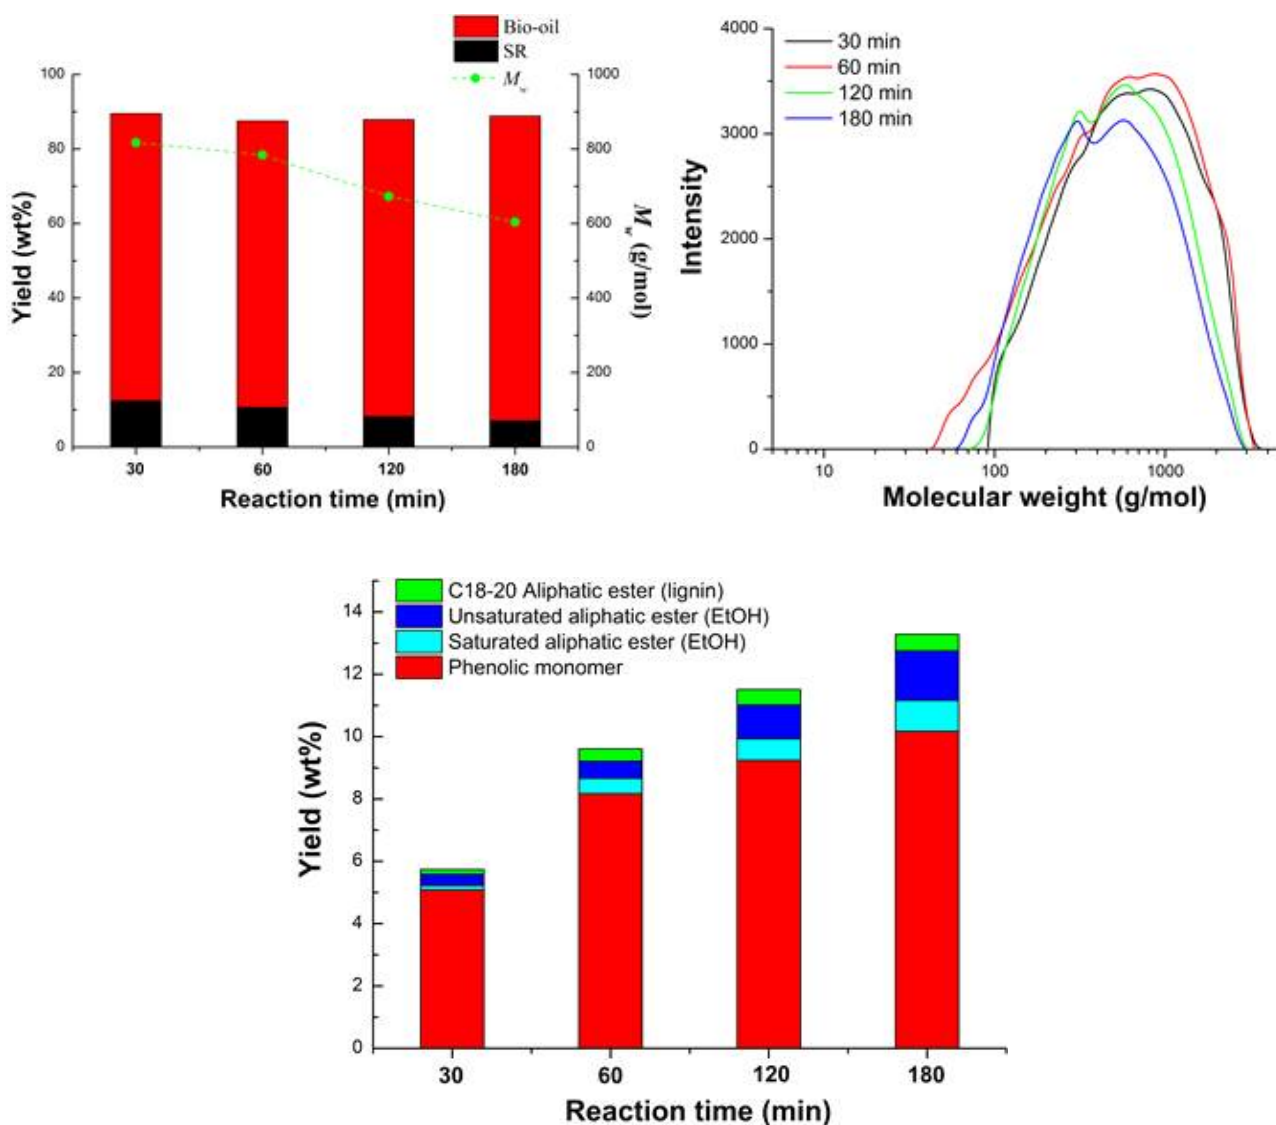 Bio-oil
SR
M_w
100
80
60
40
20
0
Yield (wt%)
1000
800
600
400
200
0
M_w (g/mol)
30
60
120
180
Reaction time (min)
4000
3000
2000
1000
0
Intensity
30 min
60 min
120 min
180 min
10
100
1000
Molecular weight (g/mol)
C18-20 Aliphatic ester (lignin)
Unsaturated aliphatic ester (EtOH)
Saturated aliphatic ester (EtOH)
Phenolic monomer
14
12
10
8
6
4
2
0
Yield (wt%)
30
60
120
180
Reaction time (min)